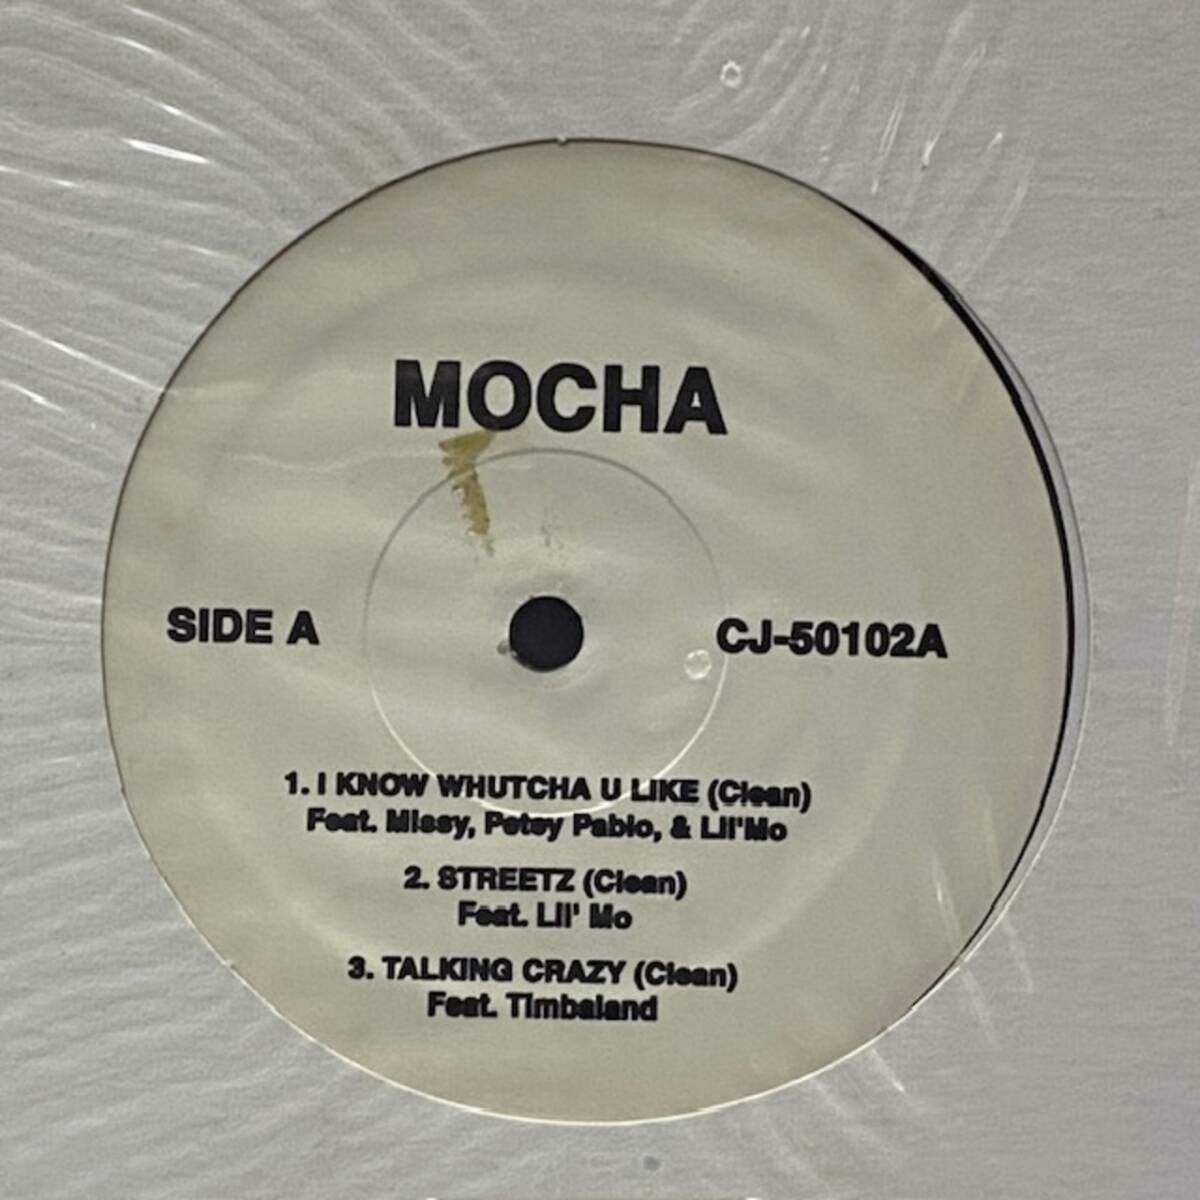 MOCHA
SIDE A
CJ-50102A
1. I KNOW WHUTCHA U LIKE (Clean)
Feat. Missy, Petey Pablo, & Lil'Mo
2. STREETZ (Clean)
Feat. Lil' Mo
3. TALKING CRAZY (Clean)
Feat. Timbaland